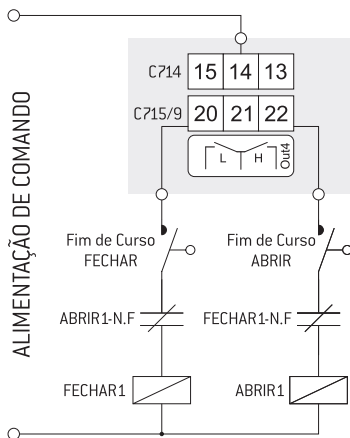 C714 15 14 13
C715/9 20 21 22
L H Out4
ALIMENTAÇÃO DE COMANDO
Fim de Curso
FECHAR
Fim de Curso
ABRIR
ABRIR1-N.F
FECHAR1-N.F
FECHAR1
ABRIR1